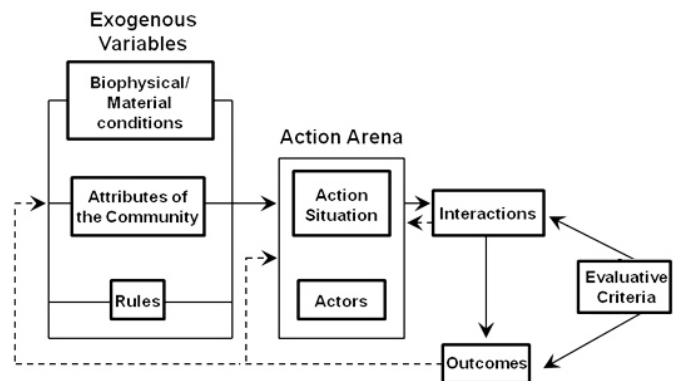 Exogenous
Variables
Biophysical/
Material
conditions
Attributes of
the Community
Rules
Action Arena
Action
Situation
Actors
Interactions
Outcomes
Evaluative
Criteria